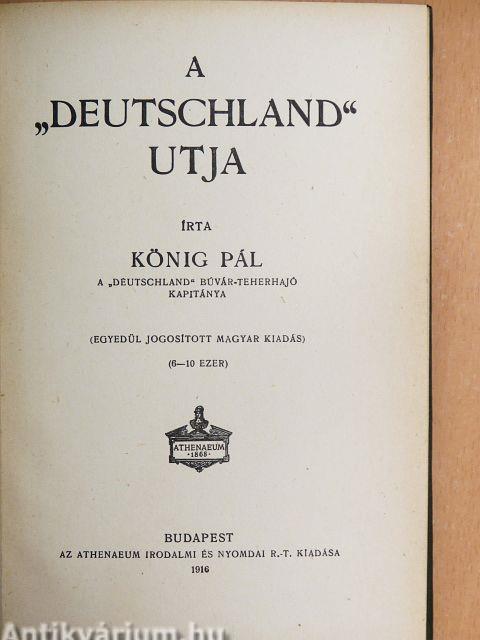 A
„DEUTSCHLAND“
UTJA
ÍRTA
KÖNIG PÁL
A „DEUTSCHLAND“ BÚVÁR-TEHERHAJÓ
KAPITÁNYA
(EGYEDÜL JOGOSÍTOTT MAGYAR KIADÁS)
(6—10 EZER)
ATHENAEUM
·1868·
BUDAPEST
AZ ATHENAEUM IRODALMI ÉS NYOMDAI R.-T. KIADÁSA
1916
Antikvárium.hu